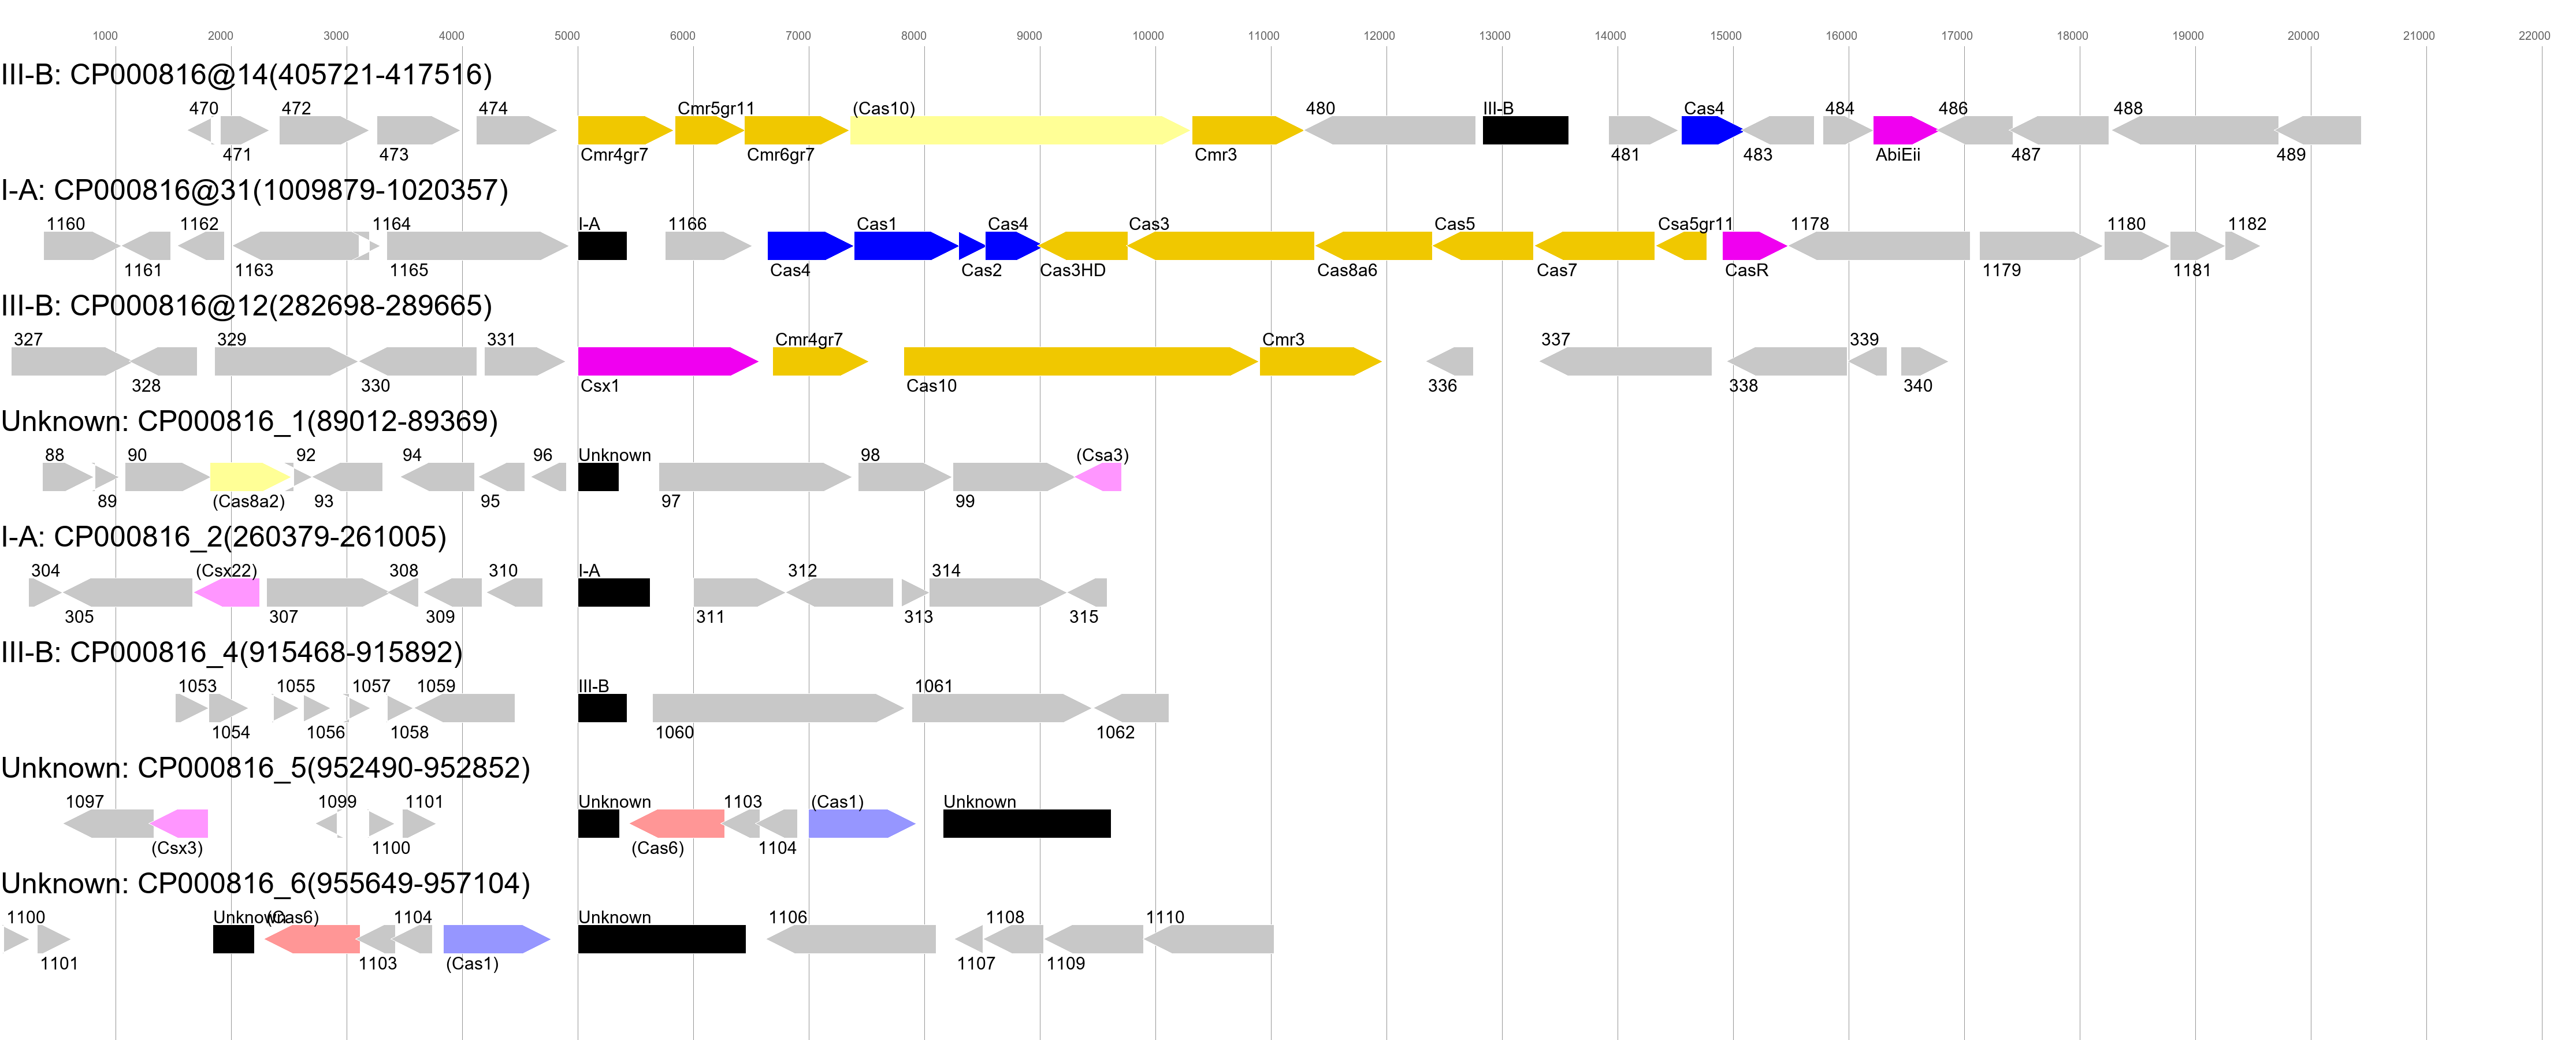 1000 2000 3000 4000 5000 6000 7000 8000 9000 10000 11000 12000 13000 14000 15000 16000 17000 18000 19000 20000 21000 22000
III-B: CP000816@14(405721-417516)
470 472 474 Cmr5gr11 (Cas10) 480 III-B Cas4 484 486 488
471 473 Cmr4gr7 Cmr6gr7 Cmr3 481 483 AbiEii 487 489
I-A: CP000816@31(1009879-1020357)
1160 1162 1164 I-A 1166 Cas1 Cas4 Cas3 Cas5 Csa5gr11 1178 1180 1182
1161 1163 1165 Cas4 Cas2 Cas3HD Cas8a6 Cas7 CasR 1179 1181
III-B: CP000816@12(282698-289665)
327 329 331 Cmr4gr7 Cmr3 337 339
328 330 Csx1 Cas10 336 338 340
Unknown: CP000816_1(89012-89369)
88 90 92 94 96 Unknown 98 (Csa3)
89 (Cas8a2) 93 95 97 99
I-A: CP000816_2(260379-261005)
304 (Csx22) 308 310 I-A 312 314
305 307 309 311 313 315
III-B: CP000816_4(915468-915892)
1053 1055 1057 1059 III-B 1061
1054 1056 1058 1060 1062
Unknown: CP000816_5(952490-952852)
1097 1099 1101 Unknown 1103 (Cas1) Unknown
(Csx3) 1100 (Cas6) 1104
Unknown: CP000816_6(955649-957104)
1100 Unknown (Cas6) 1104 Unknown 1106 1108 1110
1101 1103 (Cas1) 1107 1109